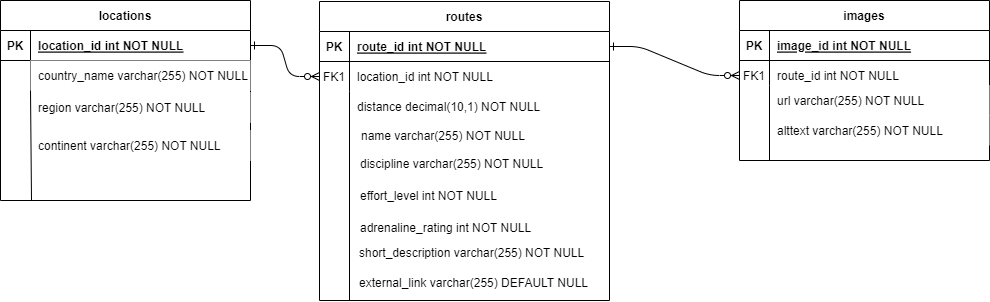 locations
PK location_id int NOT NULL
country_name varchar(255) NOT NULL
region varchar(255) NOT NULL
continent varchar(255) NOT NULL
routes
PK route_id int NOT NULL
FK1 location_id int NOT NULL
distance decimal(10,1) NOT NULL
name varchar(255) NOT NULL
discipline varchar(255) NOT NULL
effort_level int NOT NULL
adrenaline_rating int NOT NULL
short_description varchar(255) NOT NULL
external_link varchar(255) DEFAULT NULL
images
PK image_id int NOT NULL
FK1 route_id int NOT NULL
url varchar(255) NOT NULL
alttext varchar(255) NOT NULL